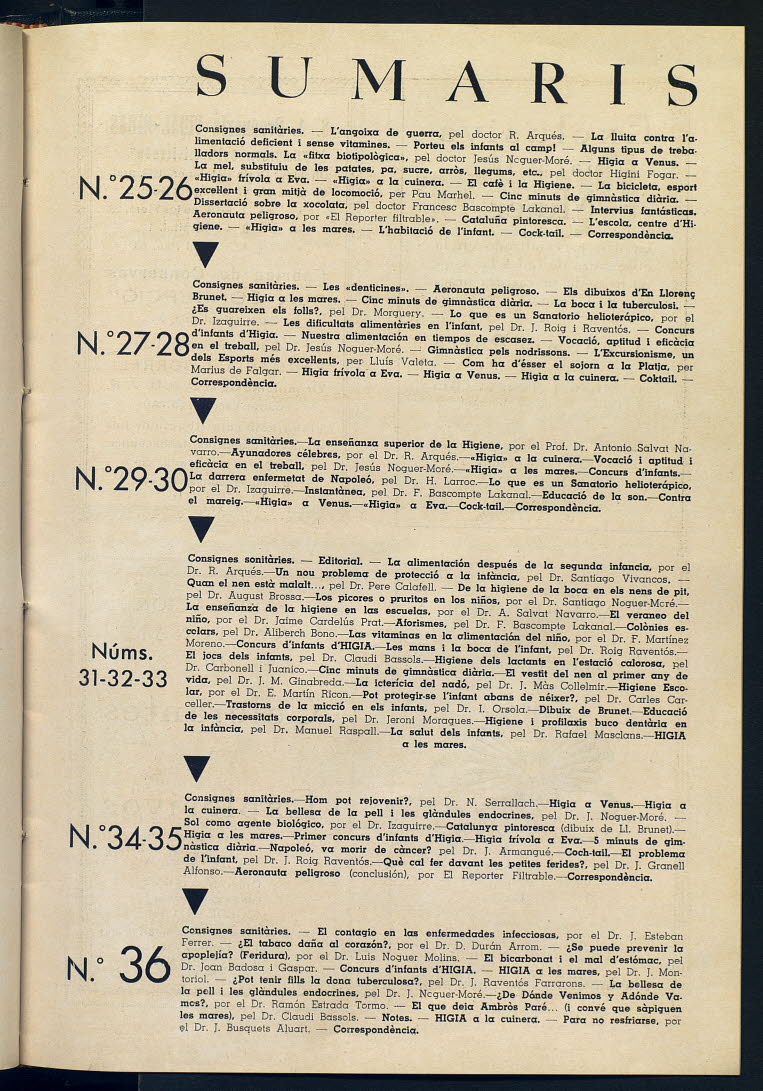 SUMARIS
N.º 25-26
Consignes sanitàries. — L'angoixa de guerra, pel doctor R. Arqués. — La lluita contra l'a-
limentació deficient i sense vitamines. — Porteu els infants al camp! — Alguns tipus de treba-
lladors normals. La «fitxa biotipològica», pel doctor Jesús Noguer-Moré. — Higia a Venus. —
La mel, substituiu de les patates, pa, sucre, arròs, llegums, etc., pel doctor Higini Fogar. —
«Higia» frívola a Eva. — «Higia» a la cuinera. — El cafè i la Higiene. — La bicicleta, esport
excel·lent i gran mitjà de locomoció, per Pau Marhel. — Cinc minuts de gimnàstica diària. —
Dissertació sobre la xocolata, pel doctor Francesc Bascompte Lakanal. — Intervius fantàsticas.
Aeronauta peligroso, por «El Reporter filtrable». — Cataluña pintoresca. — L'escola, centre d'Hi-
giene. — «Higia» a les mares. — L'habitació de l'infant. — Cock-tail. — Correspondència.
N.º 27-28
Consignes sanitàries. — Les «denticines». — Aeronauta peligroso. — Els dibuixos d'En Llorenç
Brunet. — Higia a les mares. — Cinc minuts de gimnàstica diària. — La boca i la tuberculosi. —
¿Es guareixen els folls?, pel Dr. Morguery. — Lo que es un Sanatorio helioterápico, por el
Dr. Izaguirre. — Les dificultats alimentàries en l'infant, pel Dr. J. Roig i Raventós. — Concurs
d'infants d'Higia. — Nuestra alimentación en tiempos de escasez. — Vocació, aptitud i eficàcia
en el treball, pel Dr. Jesús Noguer-Moré. — Gimnàstica pels nodrissons. — L'Excursionisme, un
dels Esports més excellents, per Lluís Valeta. — Com ha d'ésser el sojorn a la Platja, per
Marius de Falgar. — Higia frívola a Eva. — Higia a Venus. — Higia a la cuinera. — Coktail. —
Correspondència.
N.º 29-30
Consignes sanitàries.—La enseñanza superior de la Higiene, por el Prof. Dr. Antonio Salvat Na-
varro.—Ayunadores célebres, por el Dr. R. Arqués.—«Higia» a la cuinera.—Vocació i aptitud i
eficàcia en el treball, pel Dr. Jesús Noguer-Moré.—«Higia» a les mares.—Concurs d'infants.—
La darrera enfermetat de Napoleó, pel Dr. H. Larroc.—Lo que es un Sanatorio helioterápico,
por el Dr. Izaguirre.—Instantànea, pel Dr. F. Bascompte Lakanal.—Educació de la son.—Contra
el mareig.—«Higia» a Venus.—«Higia» a Eva.—Cock-tail.—Correspondència.
Núms.
31-32-33
Consignes sonitàries. — Editorial. — La alimentación después de la segunda infancia, por el
Dr. R. Arqués.—Un nou problema de protecció a la infància, pel Dr. Santiago Vivancos. —
Quan el nen està malalt..., pel Dr. Pere Calafell. — De la higiene de la boca en els nens de pit,
pel Dr. August Brossa.—Los picores o pruritos en los niños, por el Dr. Santiago Noguer-Moré.—
La enseñanza de la higiene en las escuelas, por el Dr. A. Salvat Navarro.—El veraneo del
niño, por el Dr. Jaime Cardelús Prat.—Aforismes, pel Dr. F. Bascompte Lakanal.—Colònies es-
colars, pel Dr. Aliberch Bono.—Las vitaminas en la alimentación del niño, por el Dr. F. Martínez
Moreno.—Concurs d'infants d'HIGIA.—Les mans i la boca de l'infant, pel Dr. Roig Raventós.—
El jocs dels infants, pel Dr. Claudi Bassols.—Higiene dels lactants en l'estació calorosa, pel
Dr. Carbonell i Juanico.—Cinc minuts de gimnàstica diària.—El vestit del nen al primer any de
vida, pel Dr. J. M. Ginabreda.—La icterícia del nadó, pel Dr. J. Màs Collelmir.—Higiene Esco-
lar, por el Dr. E. Martín Ricon.—Pot protegir-se l'infant abans de néixer?, pel Dr. Carles Car-
celler.—Trastorns de la micció en els infants, pel Dr. I. Orsola.—Dibuix de Brunet.—Educació
de les necessitats corporals, pel Dr. Jeroni Moragues.—Higiene i profilaxis buco dentària en
la infància, pel Dr. Manuel Raspall.—La salut dels infants, pel Dr. Rafael Masclans.—HIGIA
a les mares.
N.º 34-35
Consignes sanitàries.—Hom pot rejovenir?, pel Dr. N. Serrallach.—Higia a Venus.—Higia a
la cuinera. — La bellesa de la pell i les glàndules endocrines, pel Dr. J. Noguer-Moré. —
Sol como agente biológico, por el Dr. Izaguirre.—Catalunya pintoresca (dibuix de Ll. Brunet).—
Higia a les mares.—Primer concurs d'infants d'Higia.—Higia frívola a Eva.—5 minuts de gim-
nàstica diària.—Napoleó, va morir de càncer? pel Dr. J. Armangué.—Coch-tail.—El problema
de l'infant, pel Dr. J. Roig Raventós.—Què cal fer davant les petites ferides?, pel Dr. J. Granell
Alfonso.—Aeronauta peligroso (conclusión), por El Reporter Filtrable.—Correspondència.
N.º 36
Consignes sanitàries. — El contagio en las enfermedades infecciosas, por el Dr. J. Esteban
Ferrer. — ¿El tabaco daña al corazón?, por el Dr. D. Durán Arrom. — ¿Se puede prevenir la
apoplejía? (Feridura), por el Dr. Luis Noguer Molins. — El bicarbonat i el mal d'estómac, pel
Dr. Joan Badosa i Gaspar. — Concurs d'infants d'HIGIA. — HIGIA a les mares, pel Dr. J. Mon-
toriol. — ¿Pot tenir fills la dona tuberculosa?, pel Dr. J. Raventós Farrarons. — La bellesa de
la pell i les glàndules endocrines, pel Dr. J. Noguer-Moré.—¿De Dónde Venimos y Adónde Va-
mos?, por el Dr. Ramón Estrada Tormo. — El que deia Ambròs Paré... (i convé que sàpiguen
les mares), pel Dr. Claudi Bassols. — Notes. — HIGIA a la cuinera. — Para no resfriarse, por
el Dr. J. Busquets Aluart. — Correspondència.